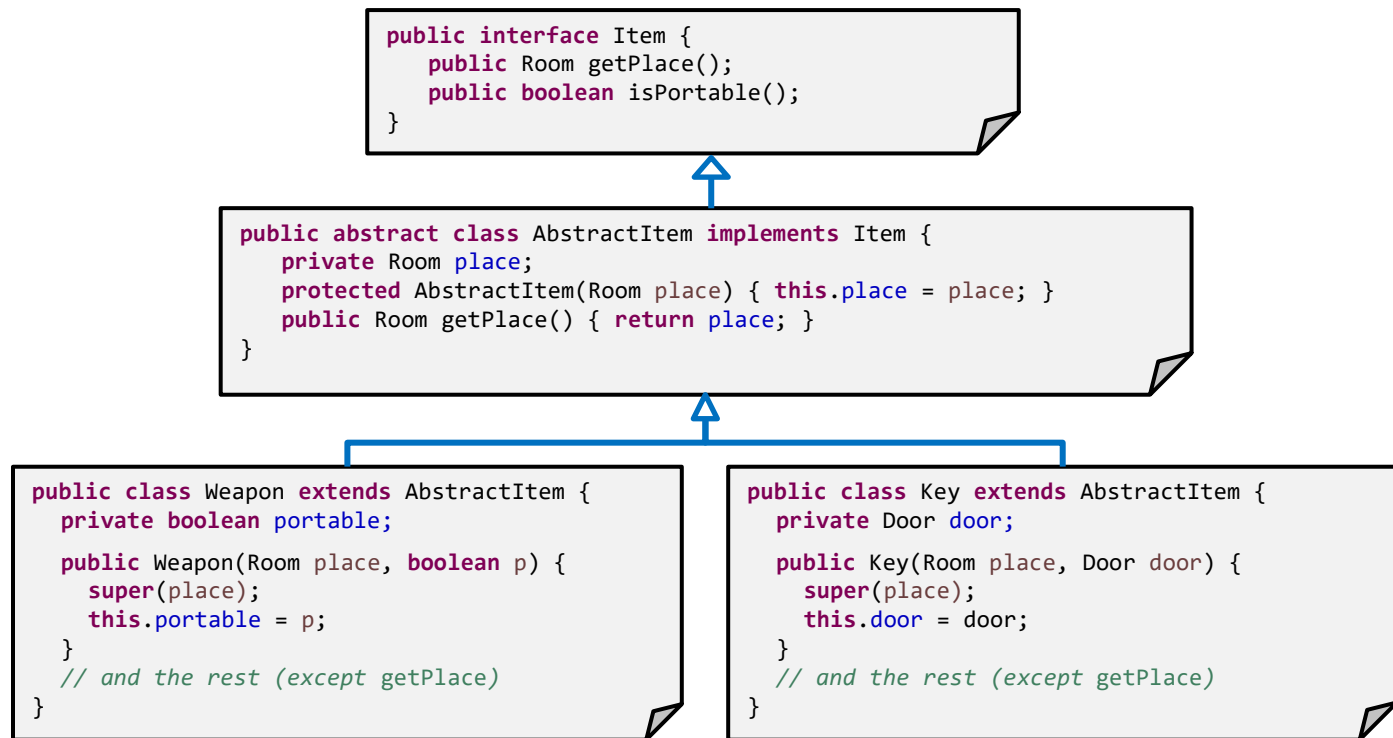 public interface Item {
public Room getPlace();
public boolean isPortable();
}
public abstract class AbstractItem implements Item {
private Room place;
protected AbstractItem(Room place) { this.place = place; }
public Room getPlace() { return place; }
}
public class Weapon extends AbstractItem {
private boolean portable;
public Weapon(Room place, boolean p) {
super(place);
this.portable = p;
}
// and the rest (except getPlace)
}
public class Key extends AbstractItem {
private Door door;
public Key(Room place, Door door) {
super(place);
this.door = door;
}
// and the rest (except getPlace)
}